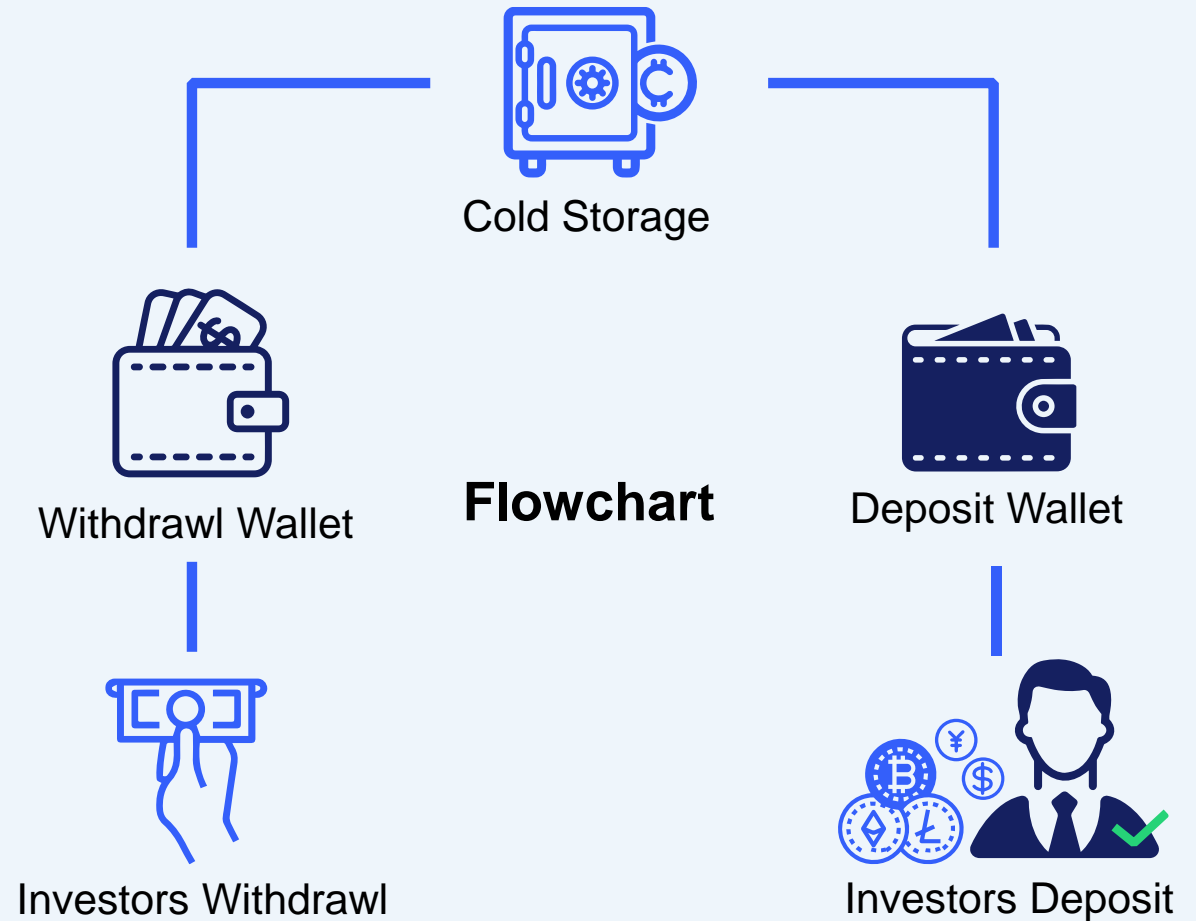 Cold Storage
Withdrawl Wallet
Flowchart
Deposit Wallet
Investors Withdrawl
Investors Deposit